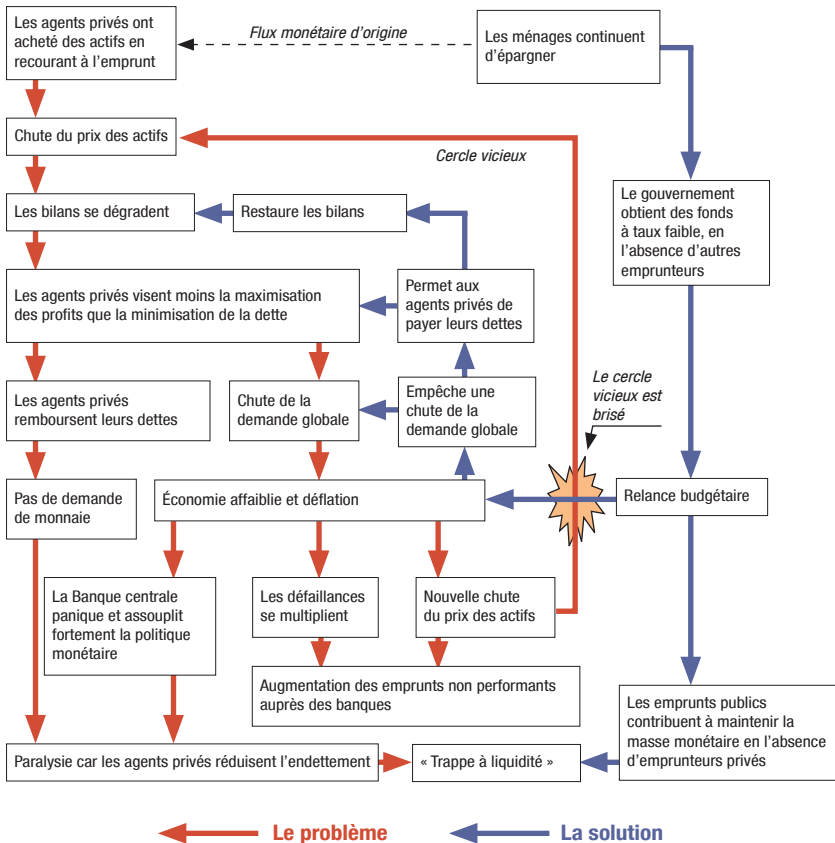 Les agents privés ont
acheté des actifs en
recourant à l'emprunt
Flux monétaire d'origine
Les ménages continuent
d'épargner
Chute du prix des actifs
Cercle vicieux
Les bilans se dégradent
Restaure les bilans
Le gouvernement
obtient des fonds
à taux faible, en
l'absence d'autres
emprunteurs
Les agents privés visent moins la maximisation
des profits que la minimisation de la dette
Permet aux
agents privés de
payer leurs dettes
Les agents privés
remboursent leurs dettes
Chute de la
demande globale
Empêche une
chute de la
demande globale
Le cercle
vicieux est
brisé
Pas de demande
de monnaie
Économie affaiblie et déflation
Relance budgétaire
La Banque centrale
panique et assouplit
fortement la politique
monétaire
Les défaillances
se multiplient
Nouvelle chute
du prix des actifs
Augmentation des emprunts non performants
auprès des banques
Les emprunts publics
contribuent à maintenir la
masse monétaire en l'absence
d'emprunteurs privés
Paralysie car les agents privés réduisent l'endettement
« Trappe à liquidité »
Le problème
La solution